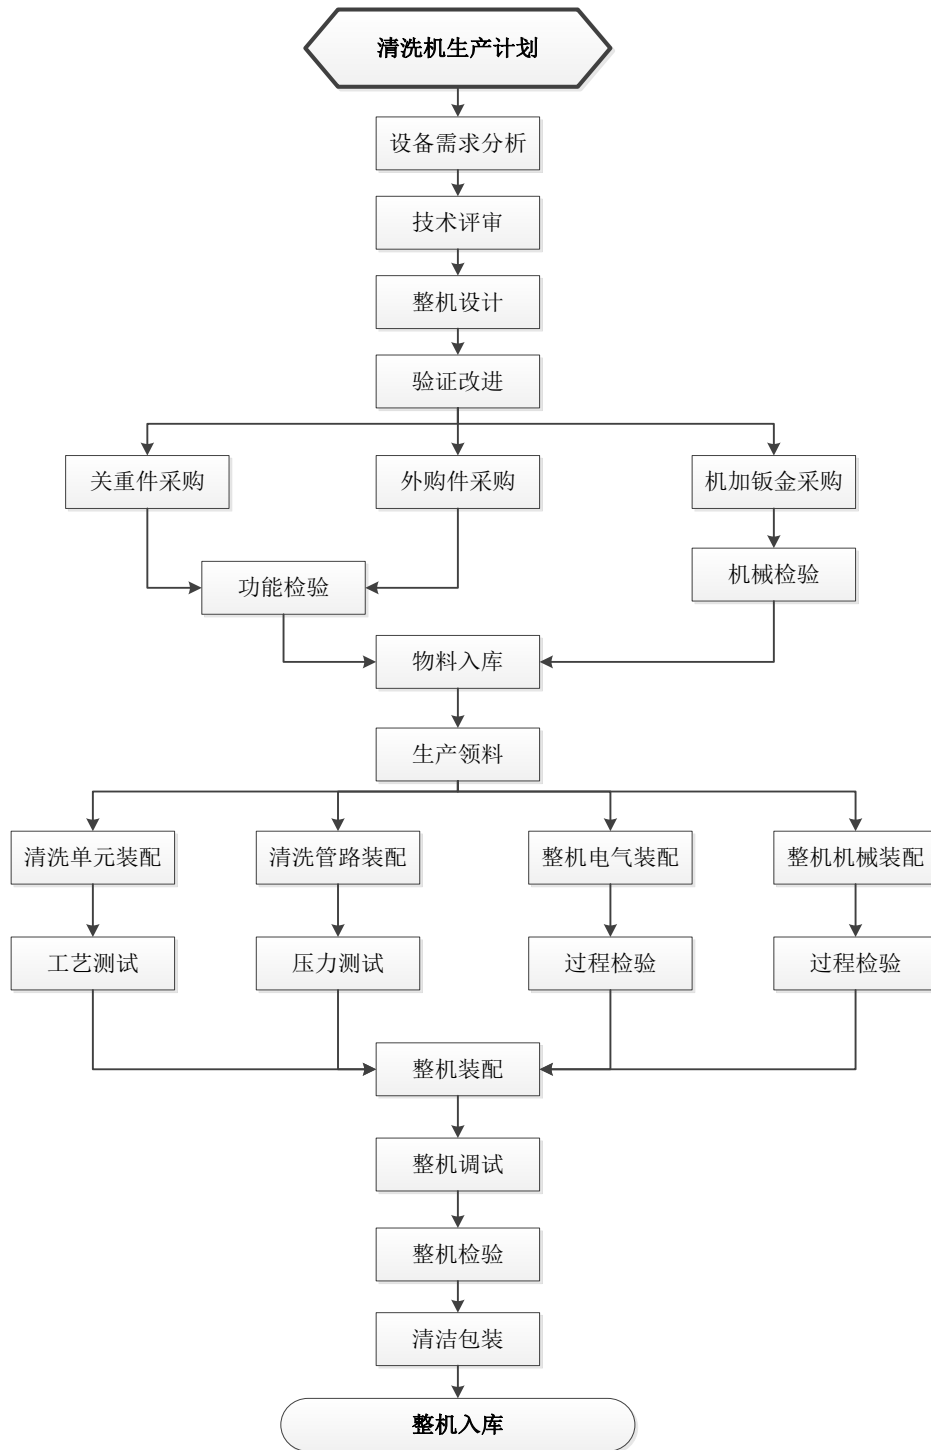 清洗机生产计划
设备需求分析
技术评审
整机设计
验证改进
关重件采购
外购件采购
机加钣金采购
功能检验
机械检验
物料入库
生产领料
清洗单元装配
清洗管路装配
整机电气装配
整机机械装配
工艺测试
压力测试
过程检验
过程检验
整机装配
整机调试
整机检验
清洁包装
整机入库